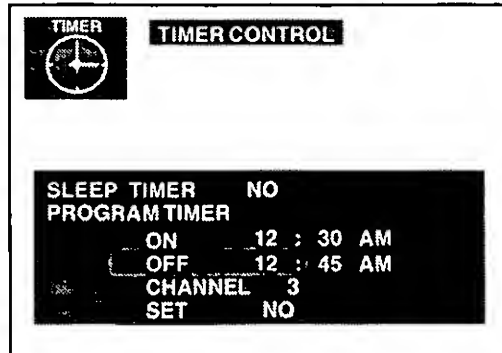 TIMER
TIMER CONTROL
SLEEP TIMER NO
PROGRAM TIMER
ON 12 : 30 AM
OFF 12 : 45 AM
CHANNEL 3
SET NO